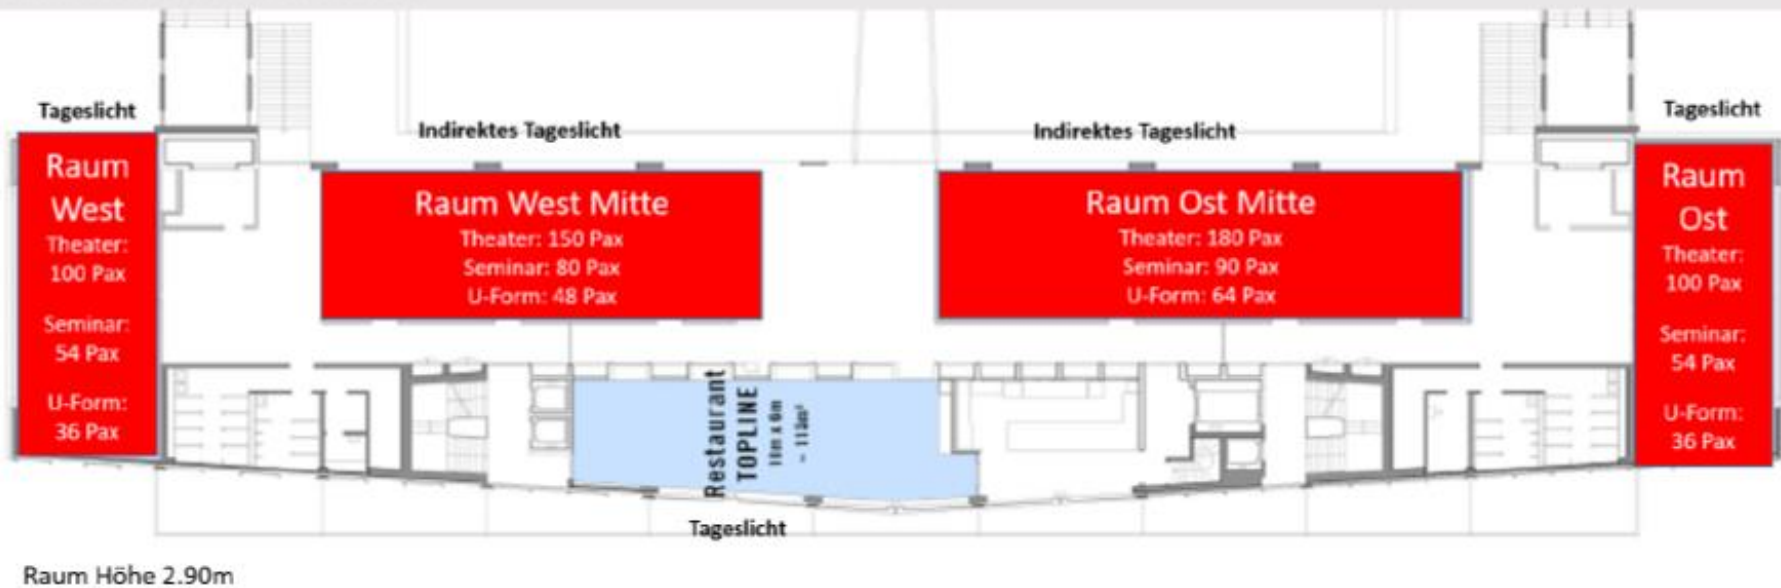 Tageslicht
Indirektes Tageslicht
Indirektes Tageslicht
Tageslicht
Raum
West
Theater:
100 Pax
Seminar:
54 Pax
U-Form:
36 Pax
Raum West Mitte
Theater: 150 Pax
Seminar: 80 Pax
U-Form: 48 Pax
Raum Ost Mitte
Theater: 180 Pax
Seminar: 90 Pax
U-Form: 64 Pax
Raum
Ost
Theater:
100 Pax
Seminar:
54 Pax
U-Form:
36 Pax
Restaurant
TOPLINE
Tageslicht
Raum Höhe 2.90m